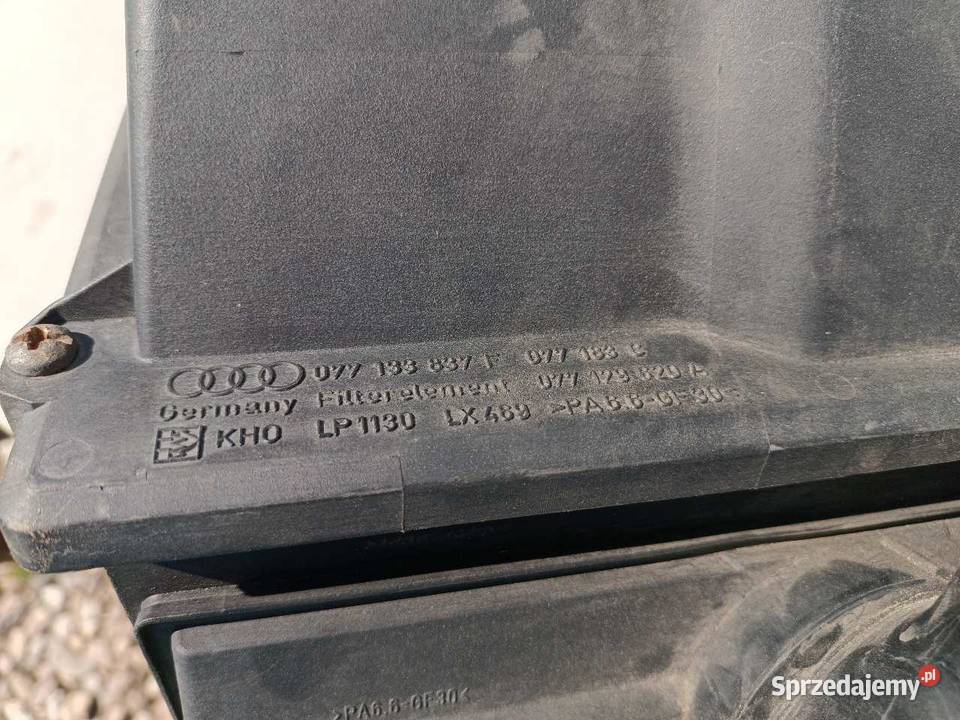 077 133 837 F 077 183 C
Germany Filterelement 077 129 620 A
KHO LP1130 LX469 >PA6.6-GF30<
>PA6.6-GF30<
Sprzedajemy.pl